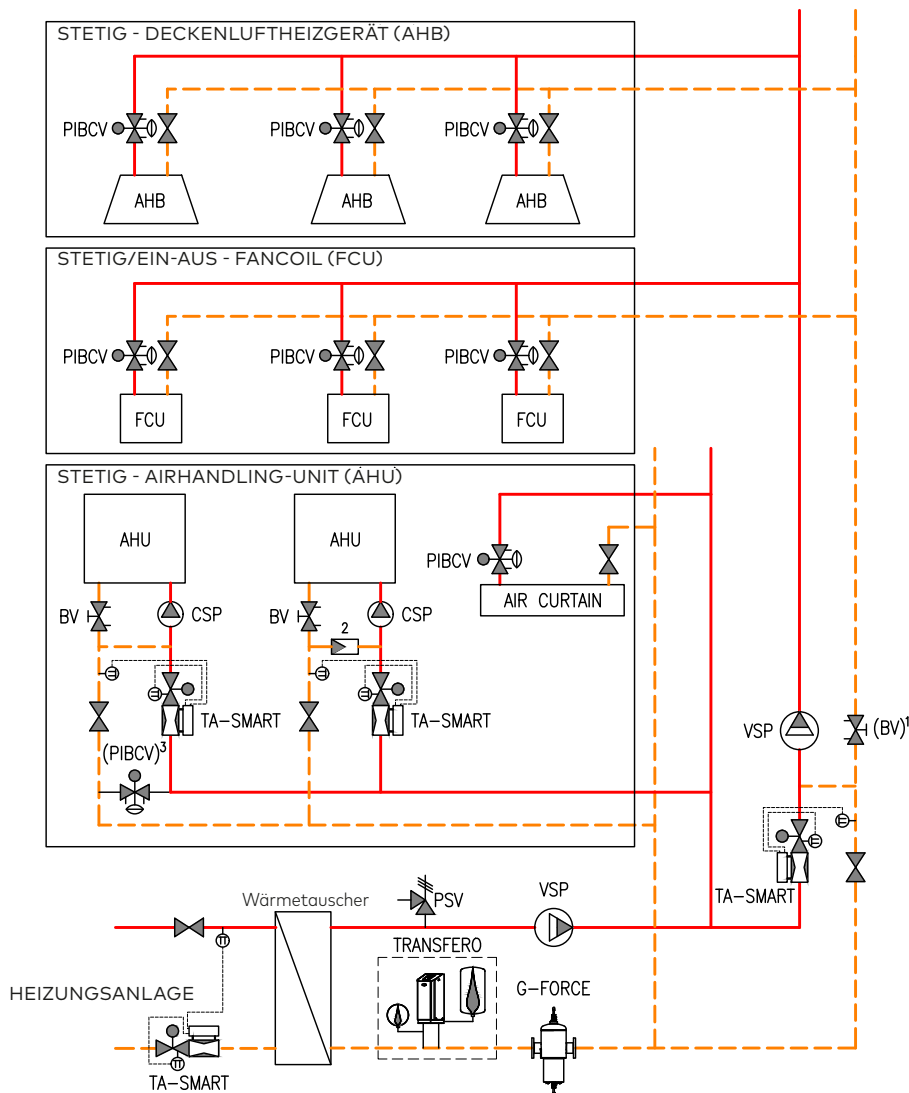 STETIG - DECKENLUFTHEIZGERÄT (AHB)
PIBCV
PIBCV
PIBCV
AHB
AHB
AHB
STETIG/EIN-AUS - FANCOIL (FCU)
PIBCV
PIBCV
PIBCV
FCU
FCU
FCU
STETIG - AIRHANDLING-UNIT (AHU)
AHU
AHU
PIBCV
AIR CURTAIN
BV
CSP
BV
CSP
2
TA-SMART
TA-SMART
(PIBCV)³
VSP
(BV)¹
TA-SMART
Wärmetauscher
PSV
VSP
TRANSFERO
G-FORCE
HEIZUNGSANLAGE
TA-SMART